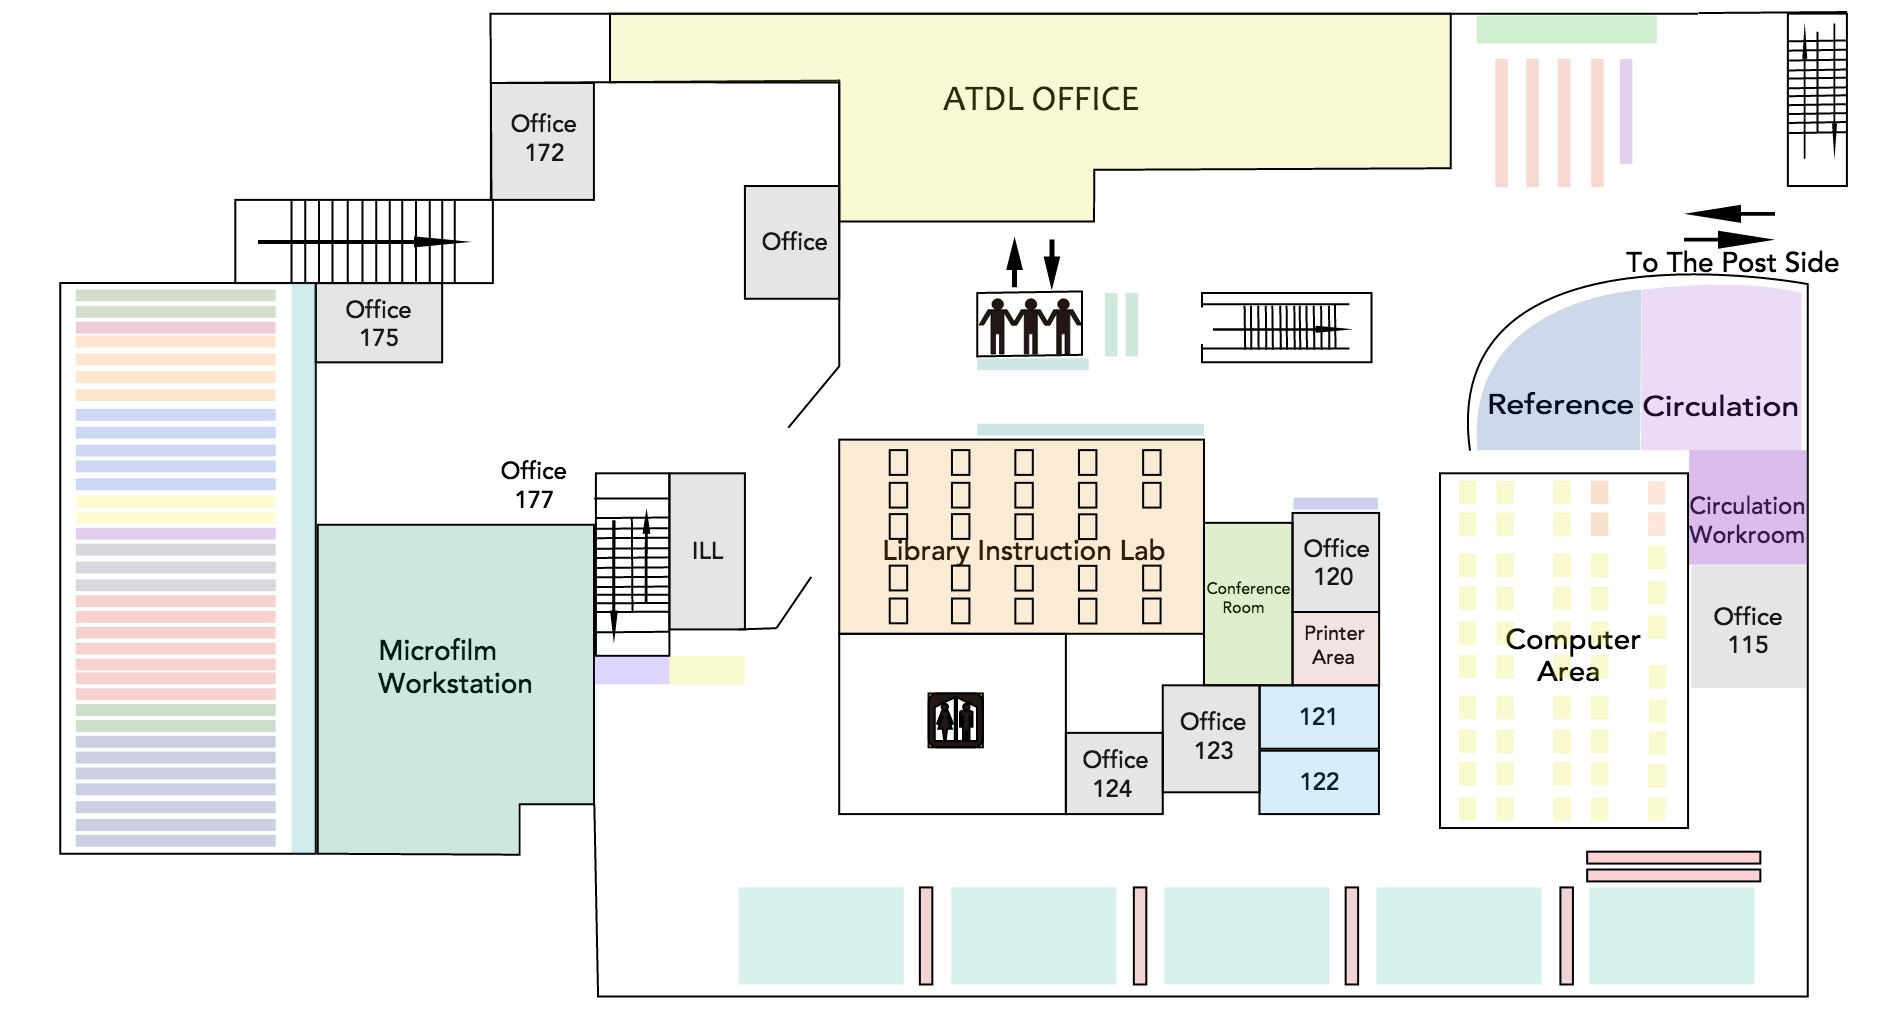 ATDL OFFICE
Office
172
Office
To The Post Side
Office
175
Reference
Circulation
Office
177
ILL
Library Instruction Lab
Circulation
Workroom
Office
120
Conference
Room
Printer
Area
Office
115
Computer
Area
Microfilm
Workstation
121
Office
123
Office
124
122